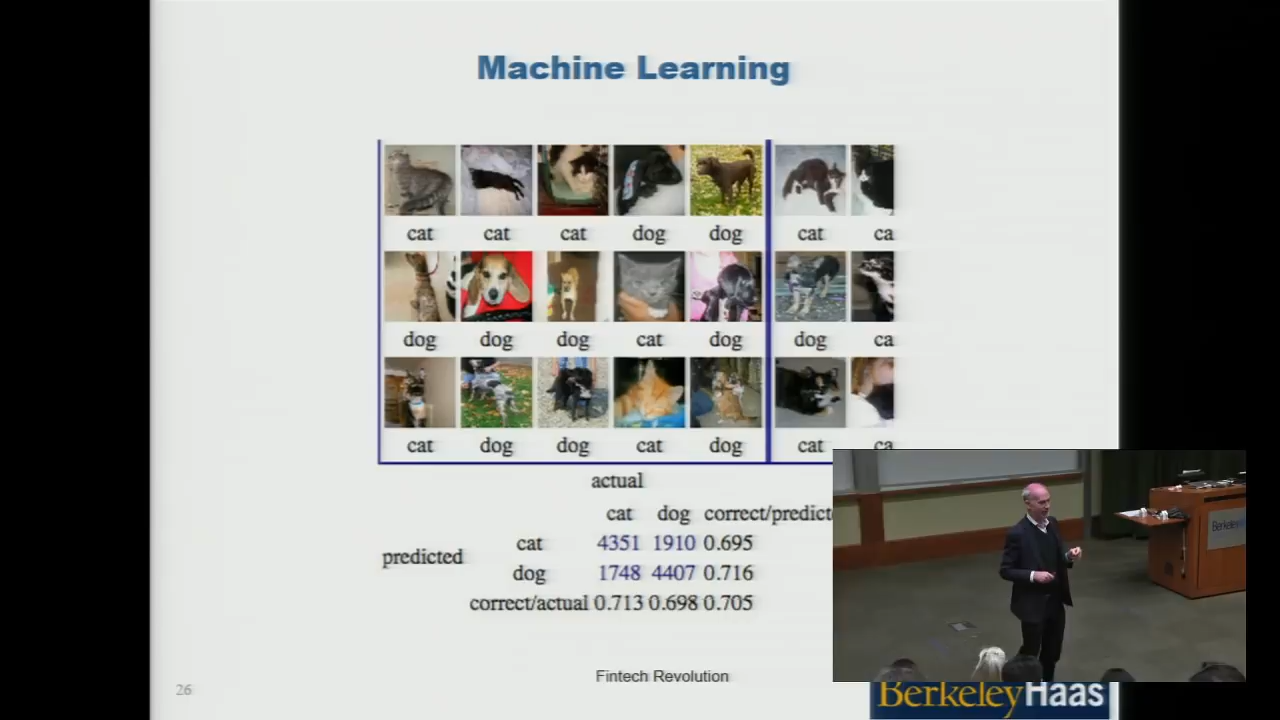 Machine Learning
cat cat cat dog dog cat ca
dog dog dog cat dog dog ca
cat dog dog cat dog cat ca
actual
cat dog correct/predict
predicted
cat 4351 1910 0.695
dog 1748 4407 0.716
correct/actual 0.713 0.698 0.705
Berkeley
Fintech Revolution
26
BerkeleyHaas